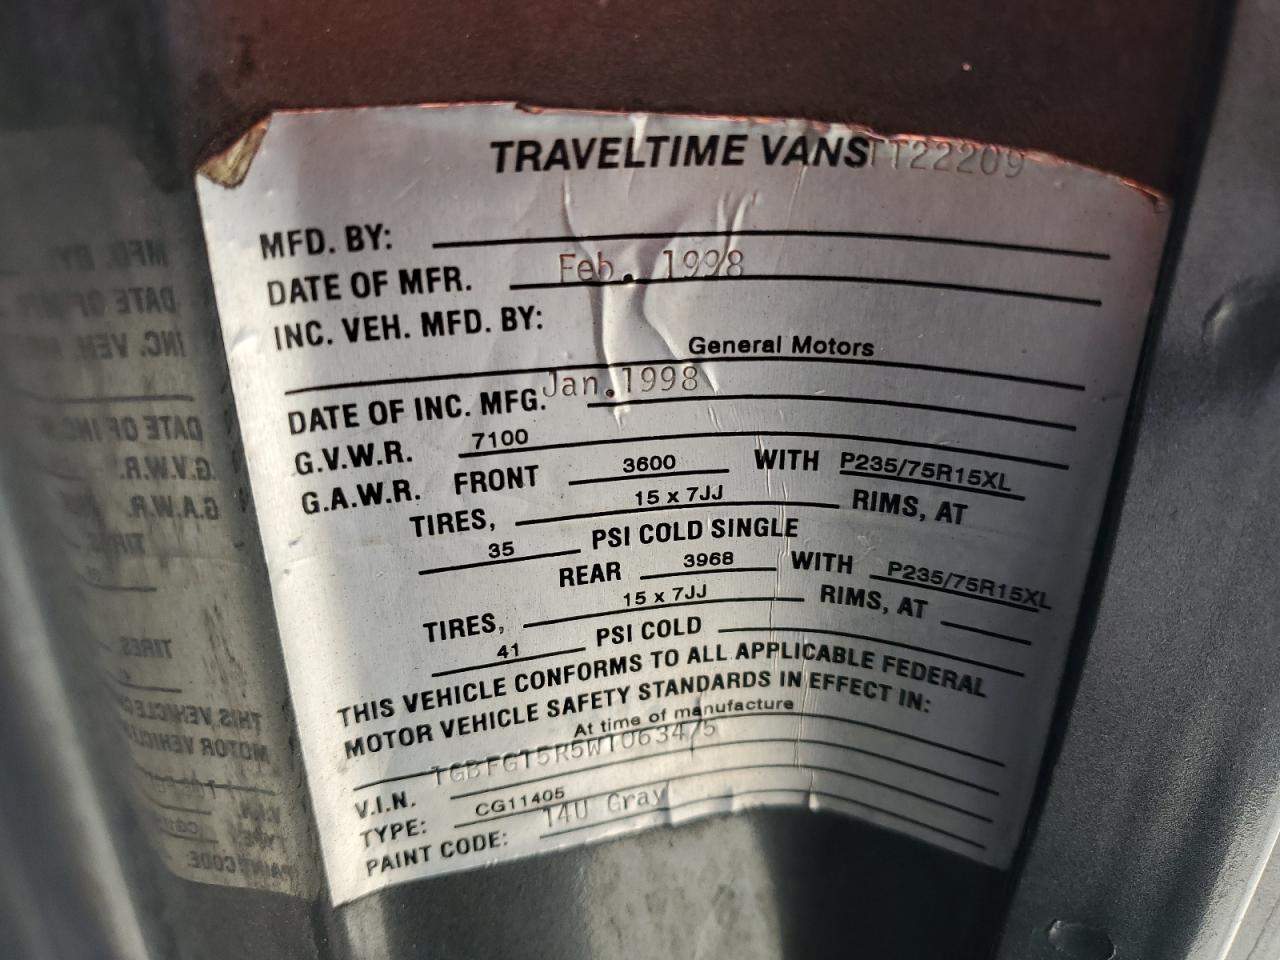 TRAVELTIME VANS TT22209
MFD. BY:
DATE OF MFR. Feb. 1998
INC. VEH. MFD. BY:
General Motors
DATE OF INC. MFG. Jan. 1998
G.V.W.R. 7100
G.A.W.R. FRONT 3600 WITH P235/75R15XL
TIRES, 15 x 7JJ RIMS, AT
35 PSI COLD SINGLE
REAR 3968 WITH P235/75R15XL
TIRES, 15 x 7JJ RIMS, AT
41 PSI COLD
THIS VEHICLE CONFORMS TO ALL APPLICABLE FEDERAL
MOTOR VEHICLE SAFETY STANDARDS IN EFFECT IN:
At time of manufacture
V.I.N.
TYPE: CG11405
PAINT CODE: 14U Gray